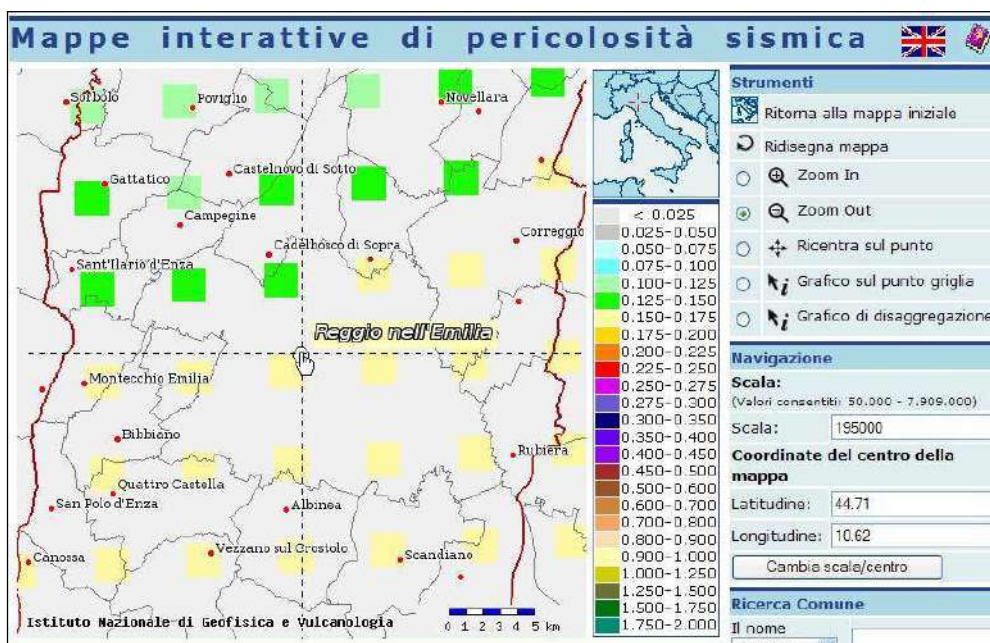 Mappe interattive di pericolosità sismica
Sorbolo
Poviglio
Novellara
Gattatico
Castelnovo di Sotto
Campegine
Cadelbosco di Sopra
Correggio
Sant'Ilario d'Enza
Reggio nell'Emilia
Montecchio Emilia
Bibbiano
Rubiera
Quattro Castella
San Polo d'Enza
Albinea
Canossa
Vezzano sul Crostolo
Scandiano
Istituto Nazionale di Geofisica e Vulcanologia
0 1 2 3 4 5 km
< 0.025
0.025-0.050
0.050-0.075
0.075-0.100
0.100-0.125
0.125-0.150
0.150-0.175
0.175-0.200
0.200-0.225
0.225-0.250
0.250-0.275
0.275-0.300
0.300-0.350
0.350-0.400
0.400-0.450
0.450-0.500
0.500-0.600
0.600-0.700
0.700-0.800
0.800-0.900
0.900-1.000
1.000-1.250
1.250-1.500
1.500-1.750
1.750-2.000
Strumenti
Ritorna alla mappa iniziale
Ridisegna mappa
Zoom In
Zoom Out
Ricentra sul punto
Grafico sul punto griglia
Grafico di disaggregazione
Navigazione
Scala:
(Valori consentiti: 50.000 - 7.909.000)
Scala: 195000
Coordinate del centro della
mappa
Latitudine: 44.71
Longitudine: 10.62
Cambia scala/centro
Ricerca Comune
Il nome